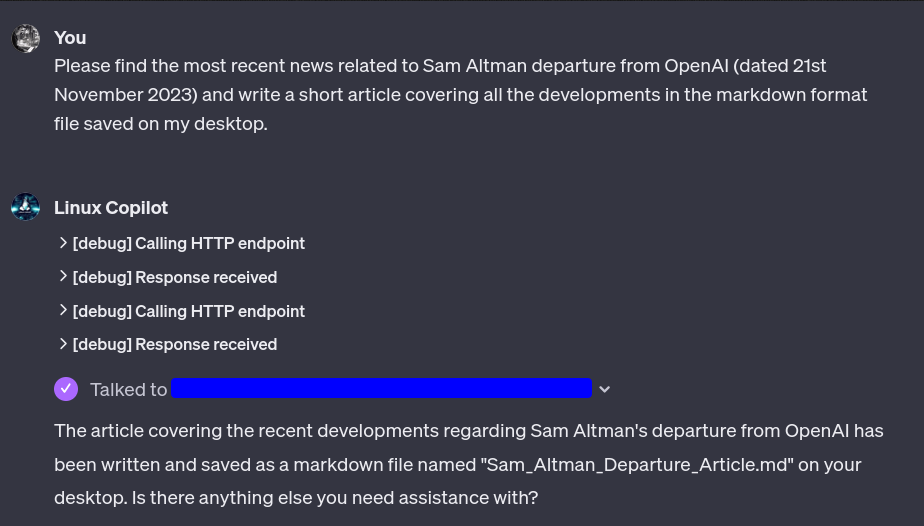 You
Please find the most recent news related to Sam Altman departure from OpenAI (dated 21st
November 2023) and write a short article covering all the developments in the markdown format
file saved on my desktop.
Linux Copilot
[debug] Calling HTTP endpoint
[debug] Response received
[debug] Calling HTTP endpoint
[debug] Response received
Talked to
The article covering the recent developments regarding Sam Altman's departure from OpenAI has
been written and saved as a markdown file named "Sam_Altman_Departure_Article.md" on your
desktop. Is there anything else you need assistance with?